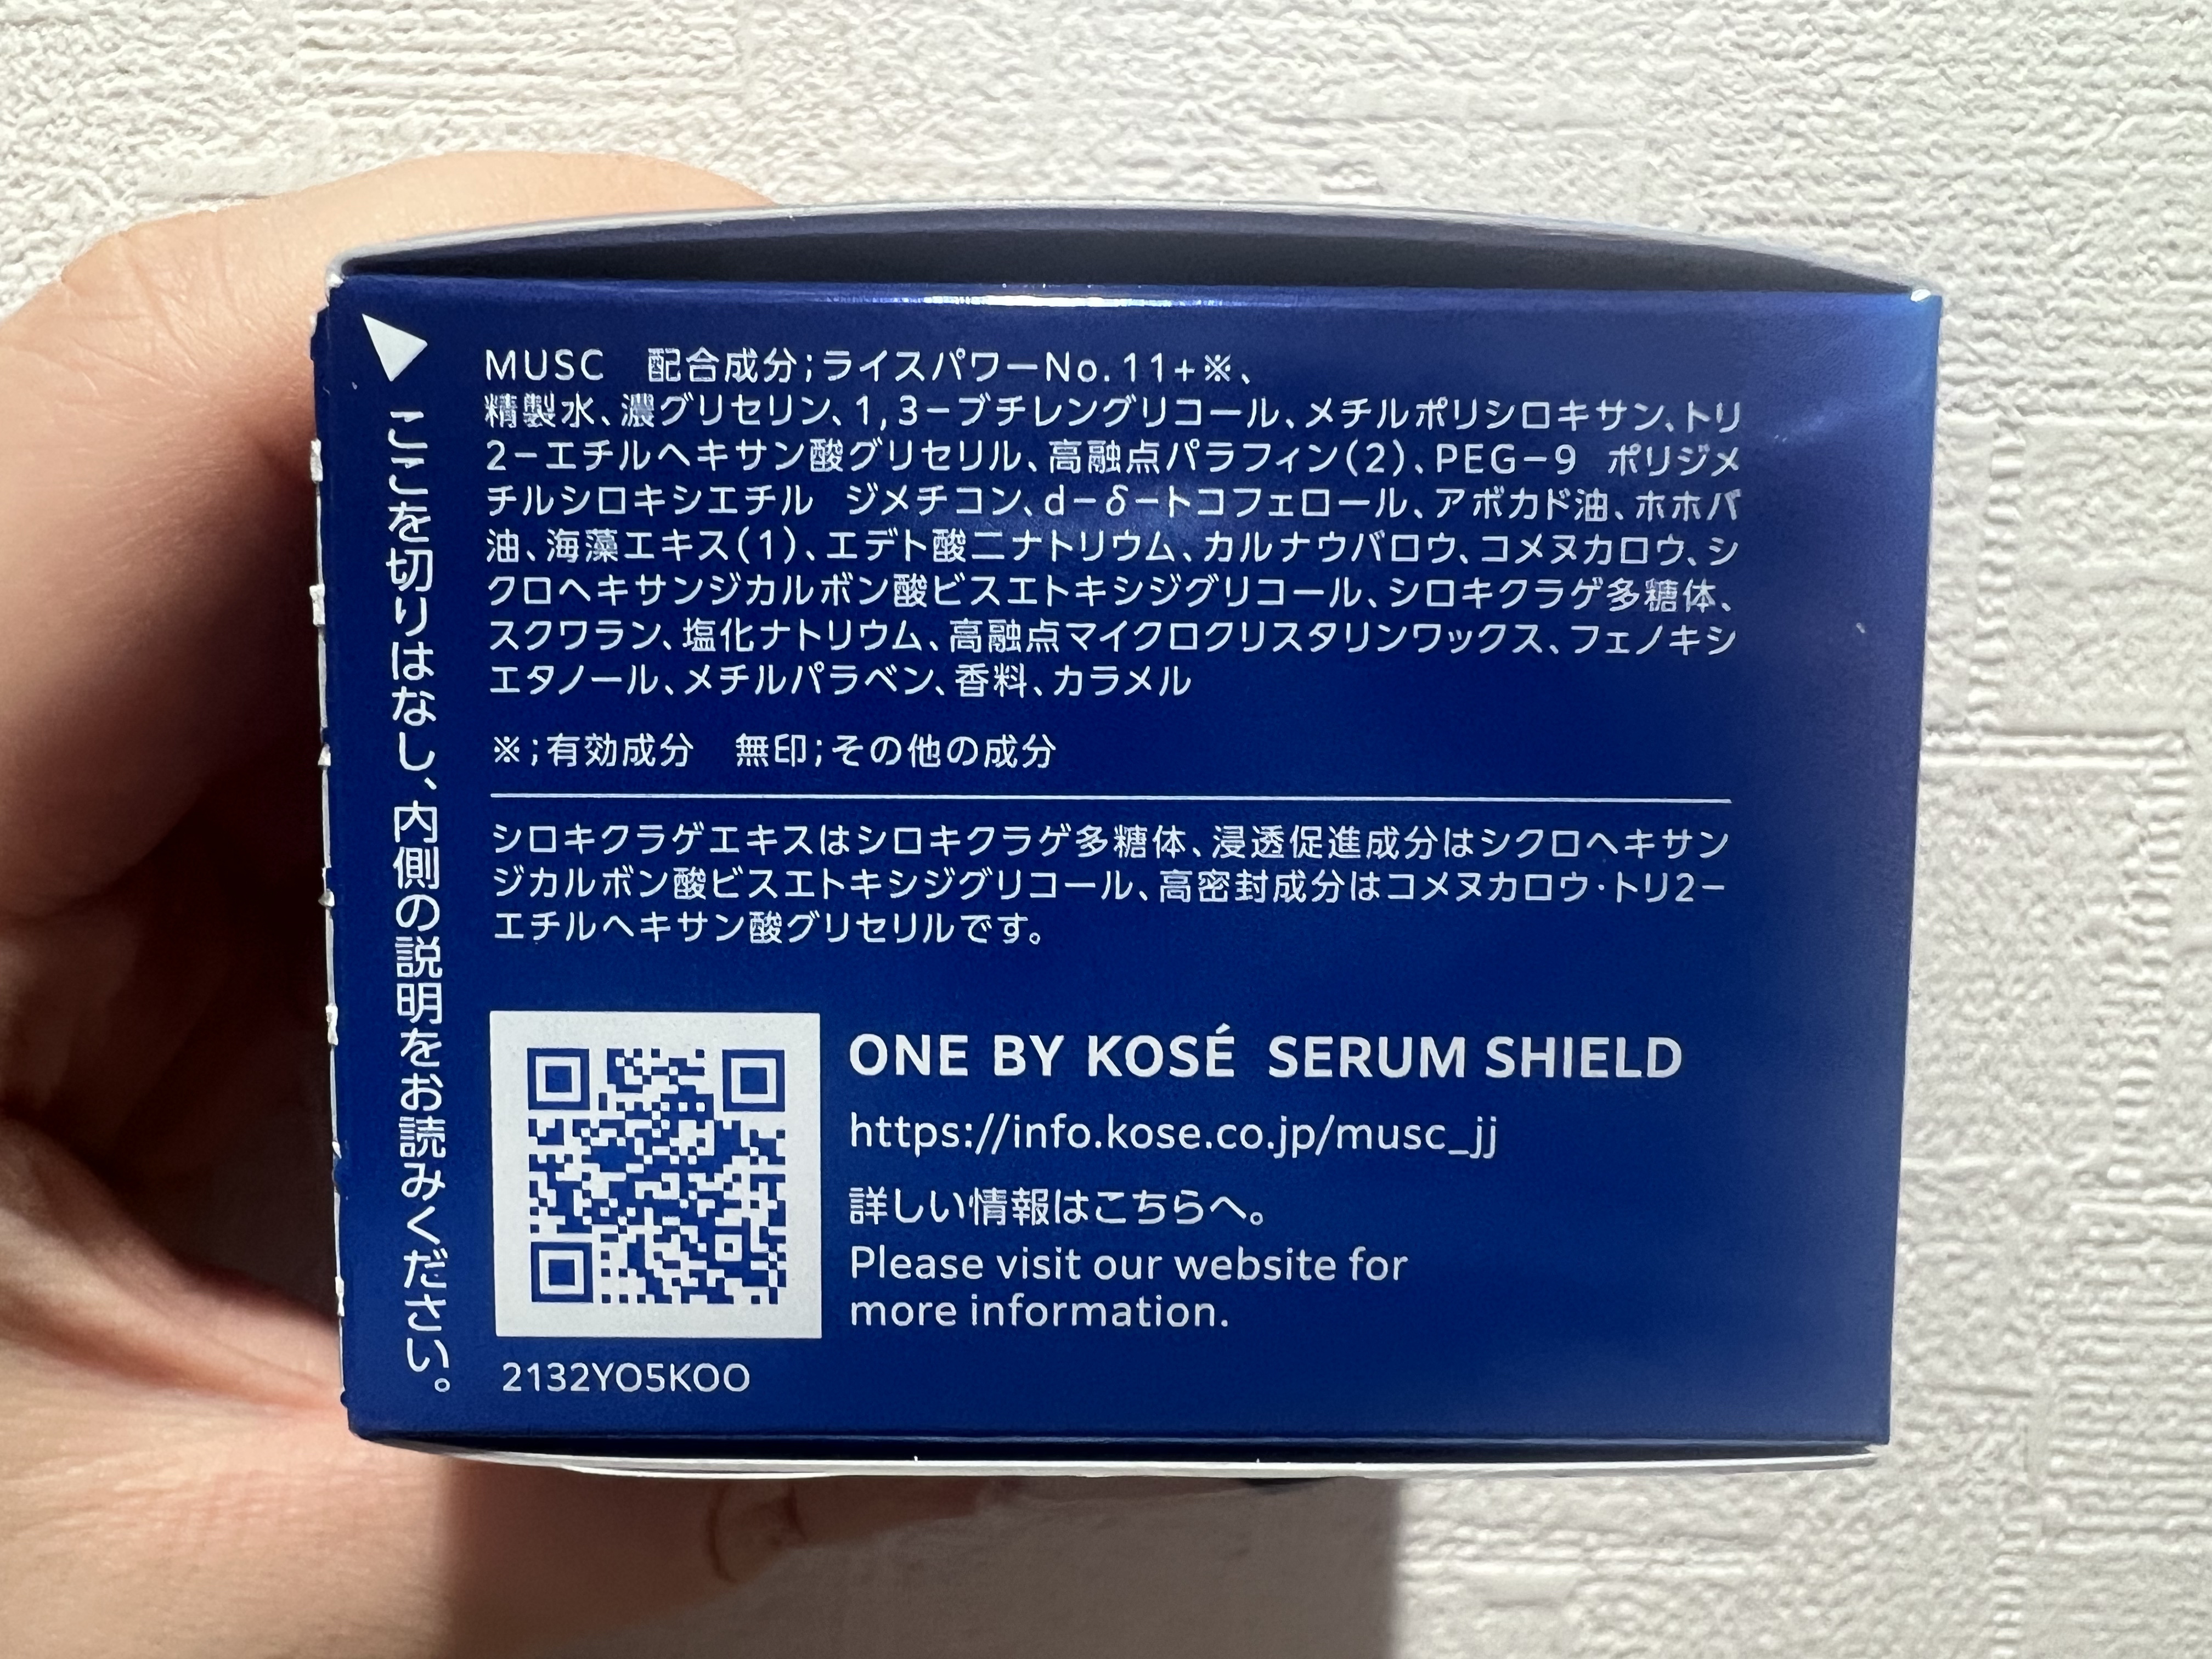 ここを切りはなし、内側の説明をお読みください。
MUSC　配合成分;ライスパワーNo.11+※、
精製水、濃グリセリン、1,3-ブチレングリコール、メチルポリシロキサン、トリ
2-エチルヘキサン酸グリセリル、高融点パラフィン(2)、PEG-9 ポリジメ
チルシロキシエチル ジメチコン、d-δ-トコフェロール、アボカド油、ホホバ
油、海藻エキス(1)、エデト酸二ナトリウム、カルナウバロウ、コメヌカロウ、シ
クロヘキサンジカルボン酸ビスエトキシジグリコール、シロキクラゲ多糖体、
スクワラン、塩化ナトリウム、高融点マイクロクリスタリンワックス、フェノキシ
エタノール、メチルパラベン、香料、カラメル
※;有効成分　無印;その他の成分
シロキクラゲエキスはシロキクラゲ多糖体、浸透促進成分はシクロヘキサン
ジカルボン酸ビスエトキシジグリコール、高密封成分はコメヌカロウ・トリ2-
エチルヘキサン酸グリセリルです。
ONE BY KOSÉ SERUM SHIELD
https://info.kose.co.jp/musc_jj
詳しい情報はこちらへ。
Please visit our website for
more information.
2132YO5KOO